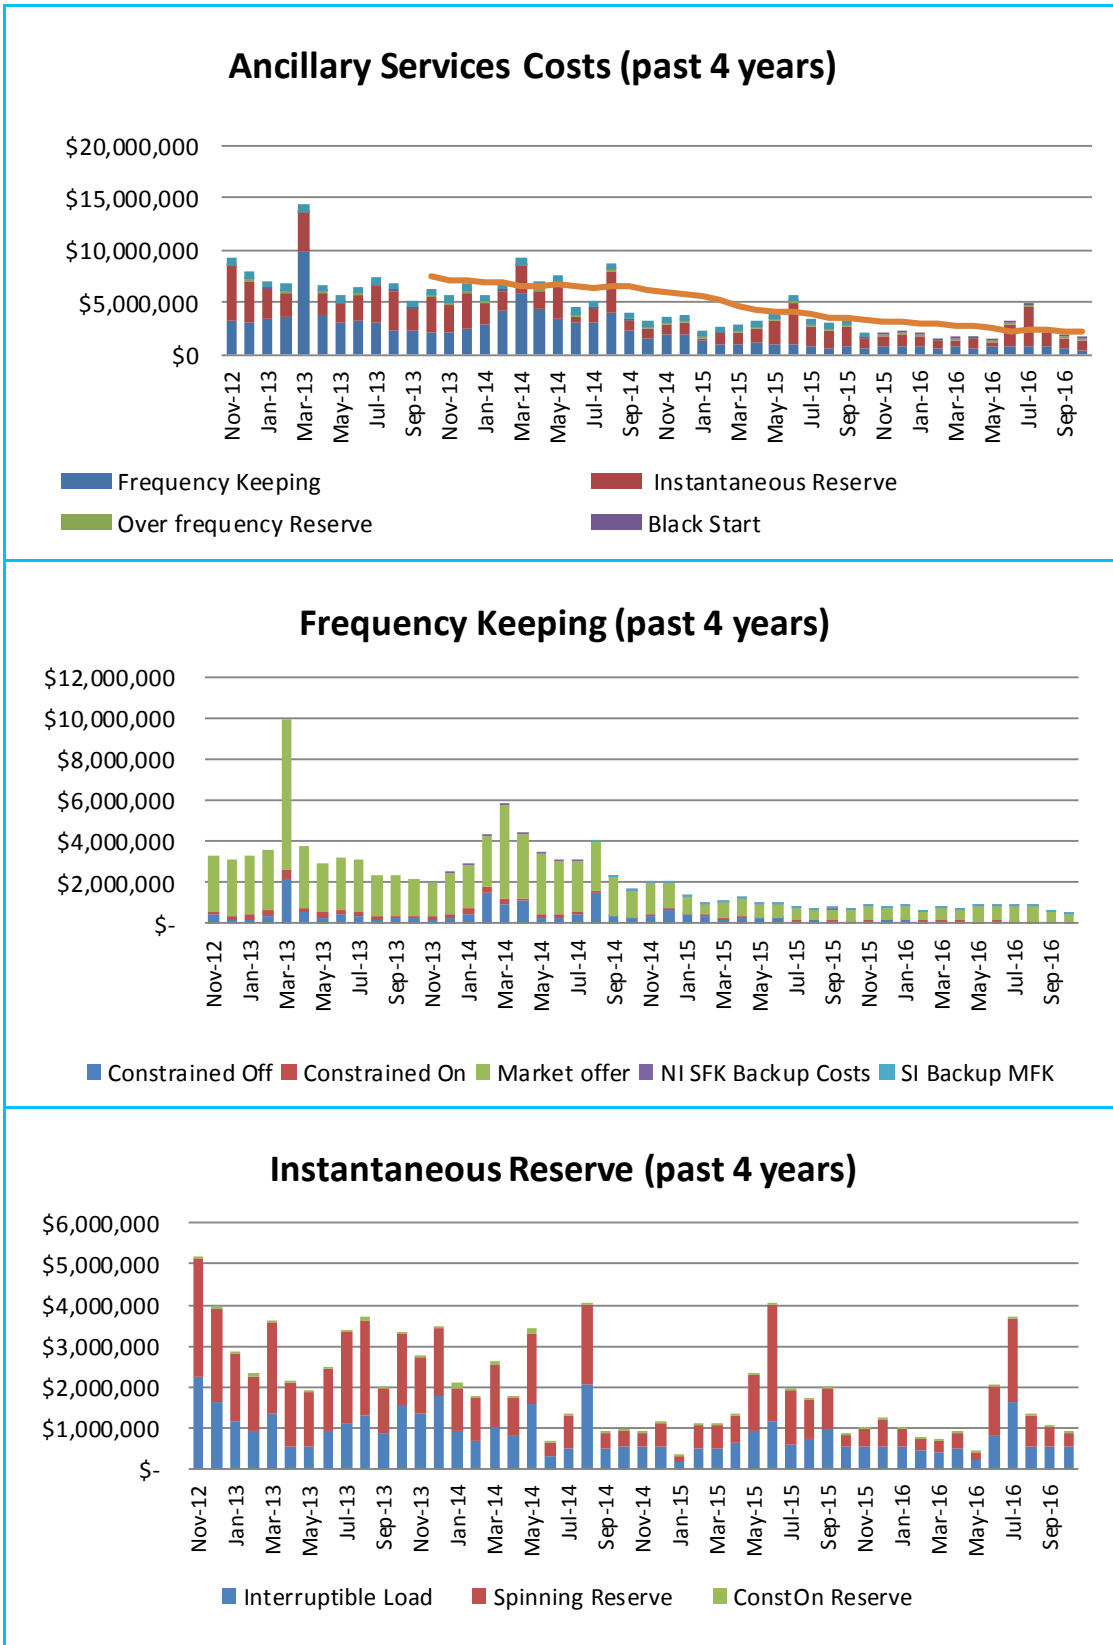 Ancillary Services Costs (past 4 years)
$20,000,000
$15,000,000
$10,000,000
$5,000,000
$0
Nov-12
Jan-13
Mar-13
May-13
Jul-13
Sep-13
Nov-13
Jan-14
Mar-14
May-14
Jul-14
Sep-14
Nov-14
Jan-15
Mar-15
May-15
Jul-15
Sep-15
Nov-15
Jan-16
Mar-16
May-16
Jul-16
Sep-16
Frequency Keeping
Instantaneous Reserve
Over frequency Reserve
Black Start
Frequency Keeping (past 4 years)
$12,000,000
$10,000,000
$8,000,000
$6,000,000
$4,000,000
$2,000,000
$-
Nov-12
Jan-13
Mar-13
May-13
Jul-13
Sep-13
Nov-13
Jan-14
Mar-14
May-14
Jul-14
Sep-14
Nov-14
Jan-15
Mar-15
May-15
Jul-15
Sep-15
Nov-15
Jan-16
Mar-16
May-16
Jul-16
Sep-16
Constrained Off
Constrained On
Market offer
NI SFK Backup Costs
SI Backup MFK
Instantaneous Reserve (past 4 years)
$6,000,000
$5,000,000
$4,000,000
$3,000,000
$2,000,000
$1,000,000
$-
Nov-12
Jan-13
Mar-13
May-13
Jul-13
Sep-13
Nov-13
Jan-14
Mar-14
May-14
Jul-14
Sep-14
Nov-14
Jan-15
Mar-15
May-15
Jul-15
Sep-15
Nov-15
Jan-16
Mar-16
May-16
Jul-16
Sep-16
Interruptible Load
Spinning Reserve
ConstOn Reserve